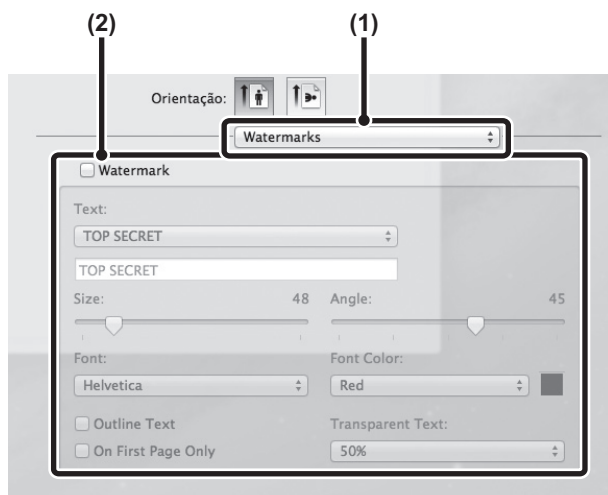 (2) (1)
Orientação:
Watermarks
Watermark
Text:
TOP SECRET
TOP SECRET
Size: 48 Angle: 45
Font: Font Color:
Helvetica Red
Outline Text Transparent Text:
On First Page Only 50%